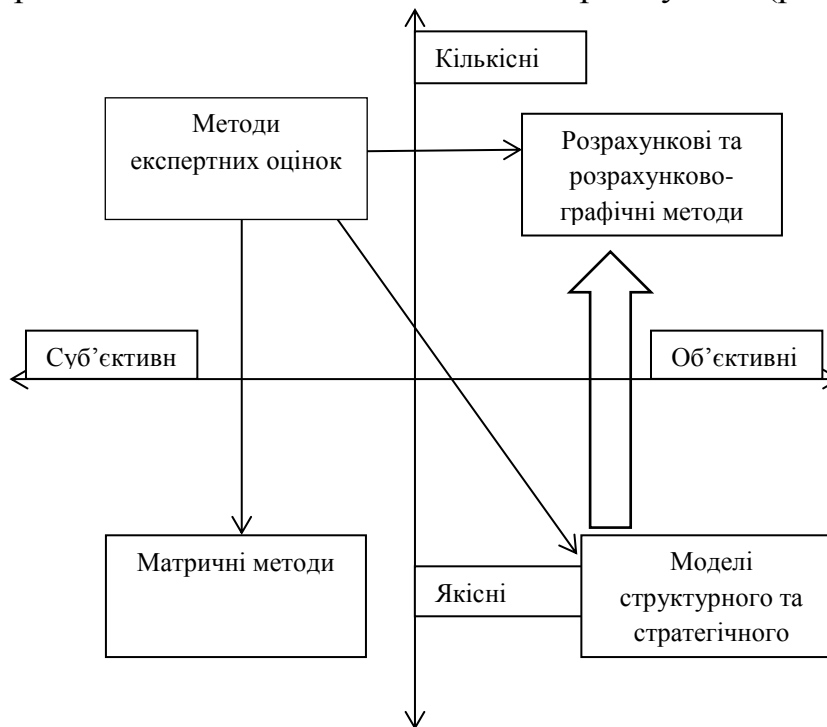 Кількісні
Методи
експертних оцінок
Розрахункові та
розрахунково-
графічні методи
Суб’єктивн
Об’єктивні
Матричні методи
Якісні
Моделі
структурного та
стратегічного